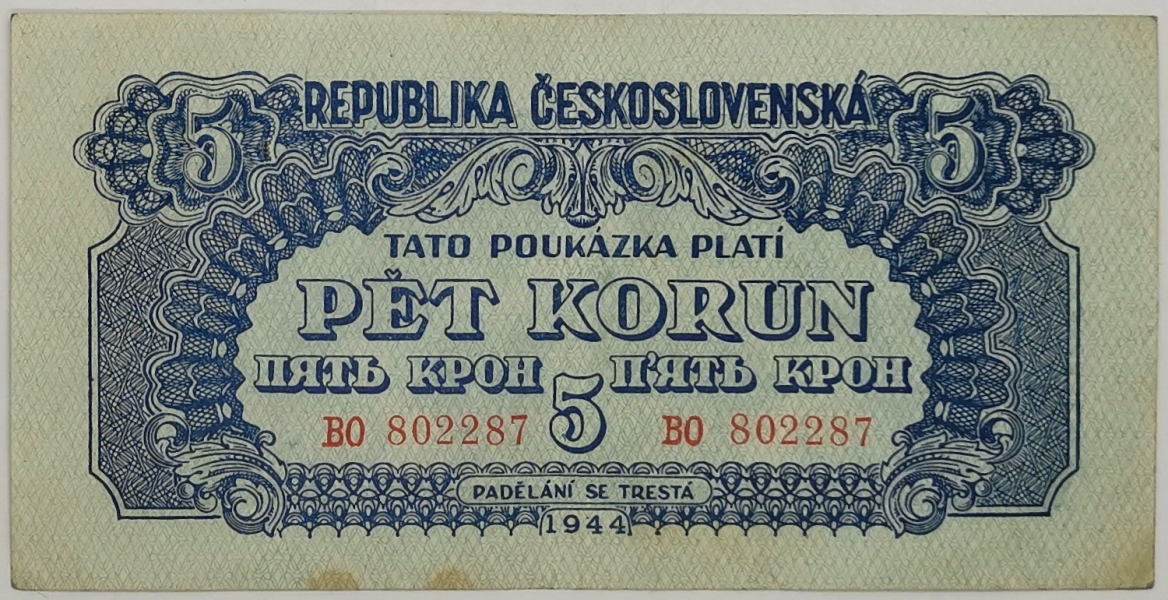 5 REPUBLIKA ČESKOSLOVENSKÁ 5
TATO POUKÁZKA PLATÍ
PĚT KORUN
ПЯТЬ КРОН П'ЯТЬ КРОН
5
BO 802287 BO 802287
PADĚLÁNÍ SE TRESTÁ
1944